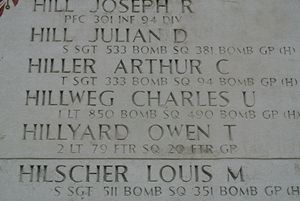 HILL JOSEPH R
PFC 301 INF 94 DIV
HILL JULIAN D
S SGT 533 BOMB SQ 381 BOMB GP (H)
HILLER ARTHUR C
T SGT 333 BOMB SQ 94 BOMB GP (H)
HILLWEG CHARLES U
1 LT 850 BOMB SQ 490 BOMB GP (H)
HILLYARD OWEN T
2 LT 79 FTR SQ 20 FTR GP
HILSCHER LOUIS M
S SGT 511 BOMB SQ 351 BOMB GP (H)